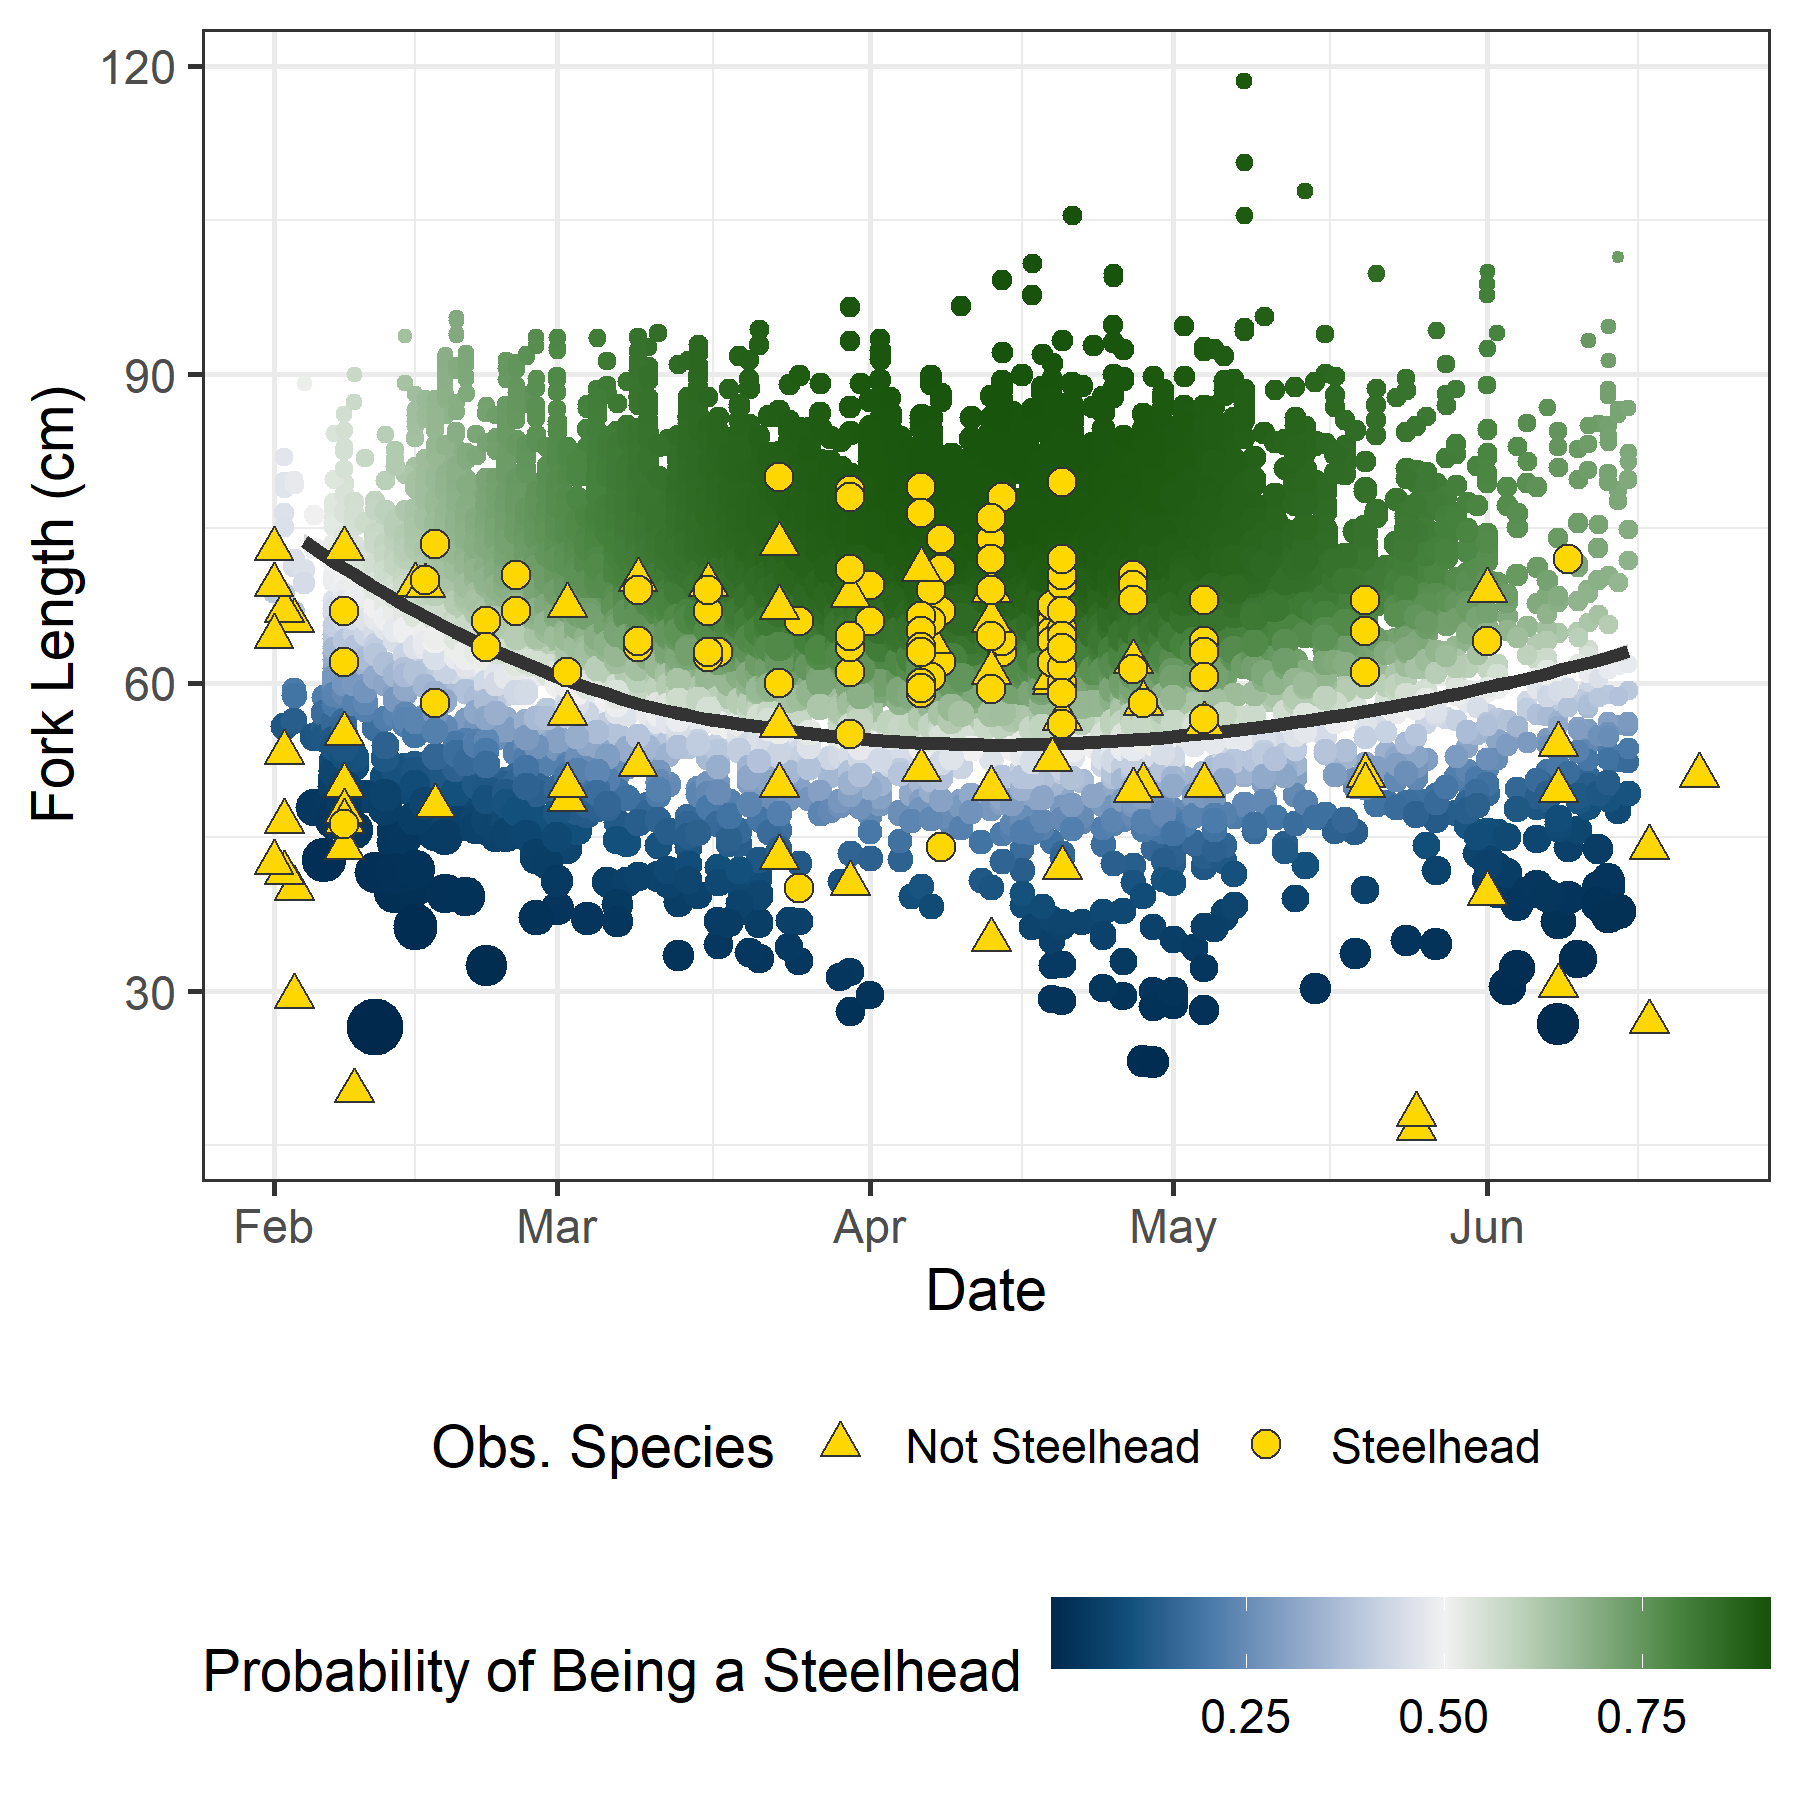 120
90
60
30
Fork Length (cm)
Feb Mar Apr May Jun
Date
Obs. Species Not Steelhead Steelhead
Probability of Being a Steelhead
0.25 0.50 0.75